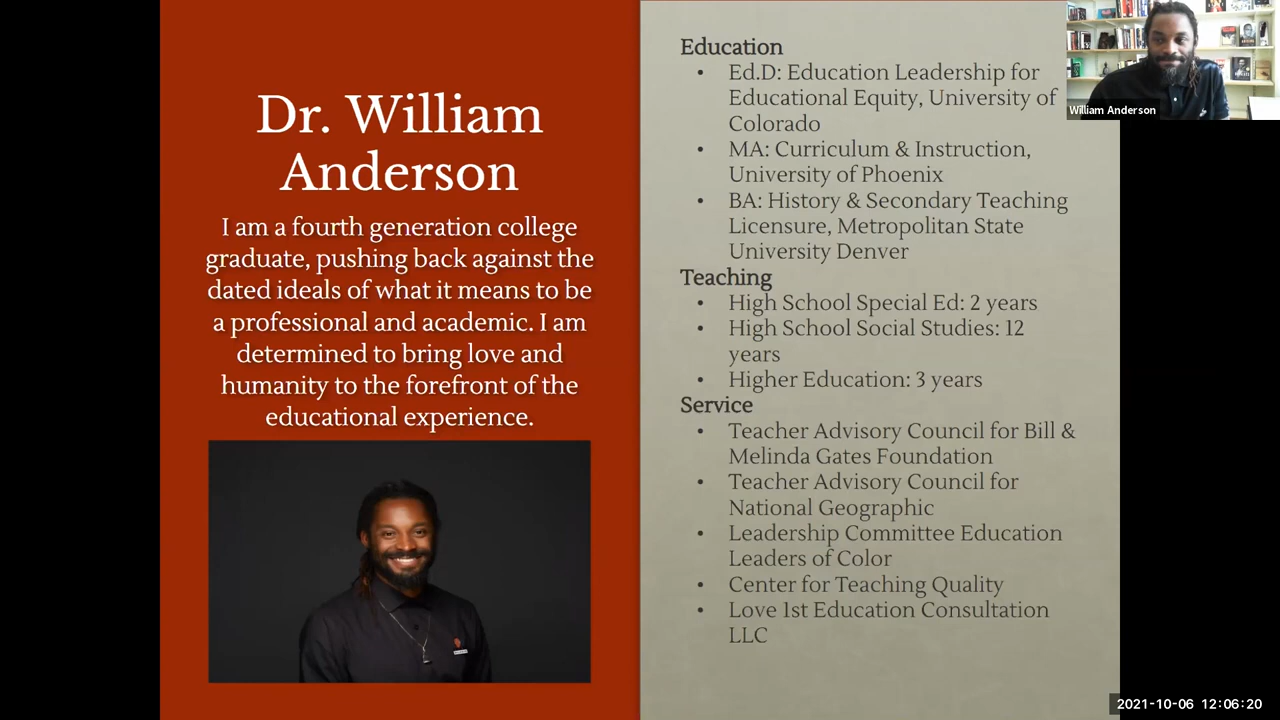 Dr. William
Anderson
I am a fourth generation college
graduate, pushing back against the
dated ideals of what it means to be
a professional and academic. I am
determined to bring love and
humanity to the forefront of the
educational experience.
Education
• Ed.D: Education Leadership for
Educational Equity, University of
Colorado
• MA: Curriculum & Instruction,
University of Phoenix
• BA: History & Secondary Teaching
Licensure, Metropolitan State
University Denver
Teaching
• High School Special Ed: 2 years
• High School Social Studies: 12
years
• Higher Education: 3 years
Service
• Teacher Advisory Council for Bill &
Melinda Gates Foundation
• Teacher Advisory Council for
National Geographic
• Leadership Committee Education
Leaders of Color
• Center for Teaching Quality
• Love 1st Education Consultation
LLC
William Anderson
2021-10-06 12:06:20